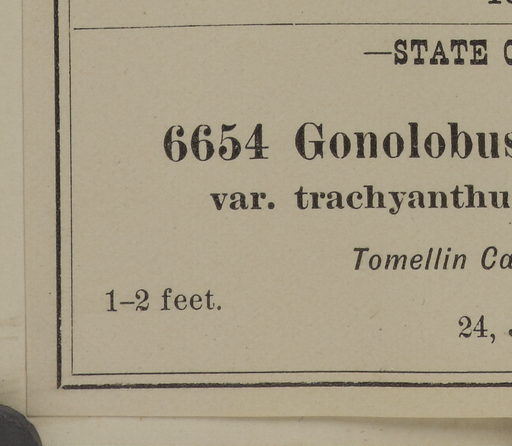 —STATE
6654 Gonolobus
var. trachyanthu
Tomellin Ca
1–2 feet.
24,